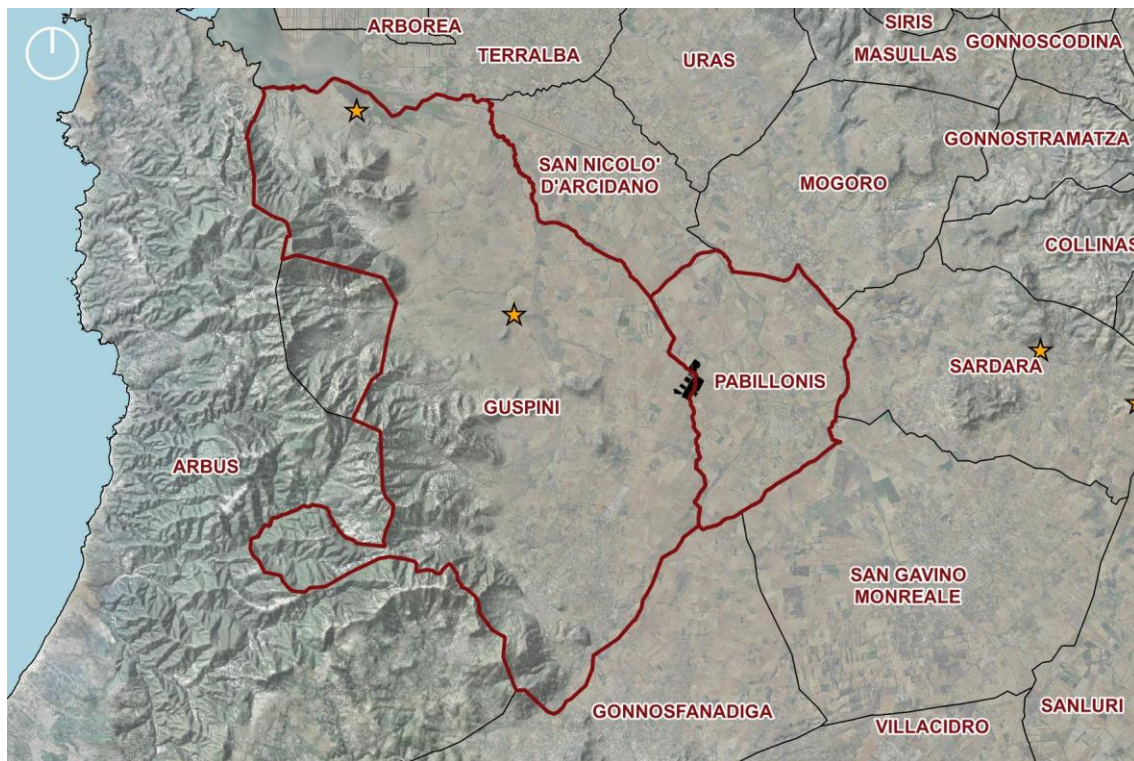 ARBOREA
TERRALBA
URAS
SIRIS
MASULLAS
GONNOSCODINA
GONNOSTRAMATZA
SAN NICOLO'
D'ARCIDANO
MOGORO
COLLINAS
SARDARA
PABILLONIS
GUSPINI
ARBUS
SAN GAVINO
MONREALE
GONNOSFANADIGA
VILLACIDRO
SANLURI